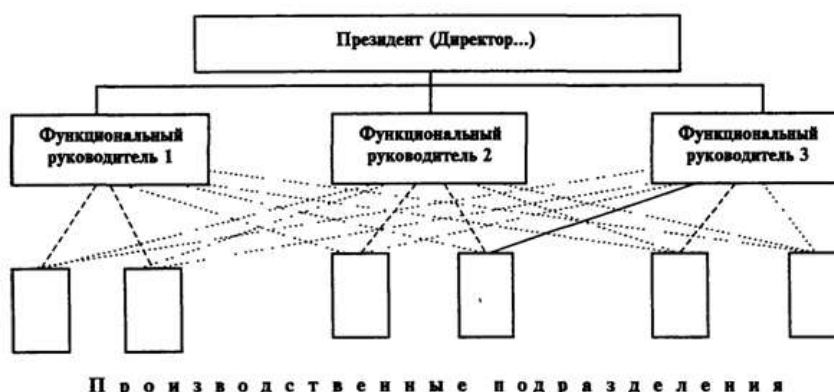 Президент (Директор...)
Функциональный
руководитель 1
Функциональный
руководитель 2
Функциональный
руководитель 3
Производственные подразделения